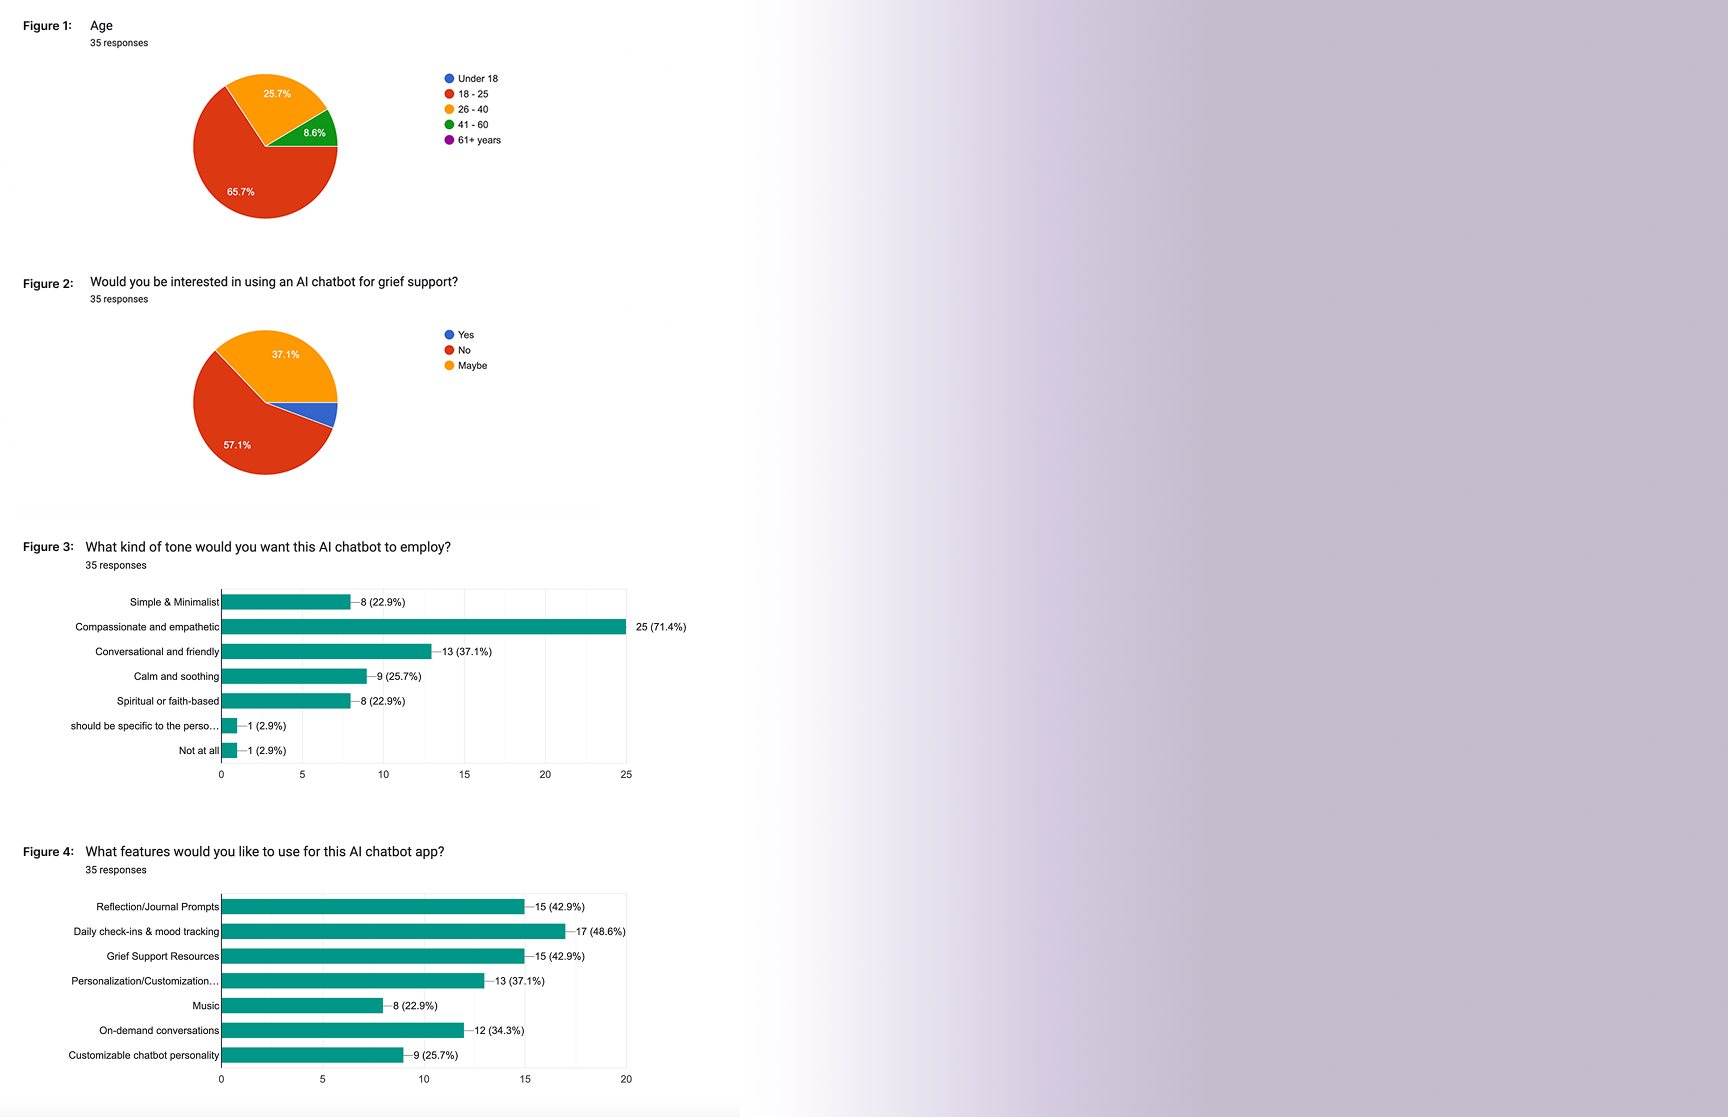 Figure 1: Age
35 responses
Under 18
18 - 25
26 - 40
41 - 60
61+ years
25.7%
8.6%
65.7%
Figure 2: Would you be interested in using an AI chatbot for grief support?
35 responses
Yes
No
Maybe
37.1%
57.1%
Figure 3: What kind of tone would you want this AI chatbot to employ?
35 responses
Simple & Minimalist 8 (22.9%)
Compassionate and empathetic 25 (71.4%)
Conversational and friendly 13 (37.1%)
Calm and soothing 9 (25.7%)
Spiritual or faith-based 8 (22.9%)
should be specific to the perso... 1 (2.9%)
Not at all 1 (2.9%)
0 5 10 15 20 25
Figure 4: What features would you like to use for this AI chatbot app?
35 responses
Reflection/Journal Prompts 15 (42.9%)
Daily check-ins & mood tracking 17 (48.6%)
Grief Support Resources 15 (42.9%)
Personalization/Customization... 13 (37.1%)
Music 8 (22.9%)
On-demand conversations 12 (34.3%)
Customizable chatbot personality 9 (25.7%)
0 5 10 15 20